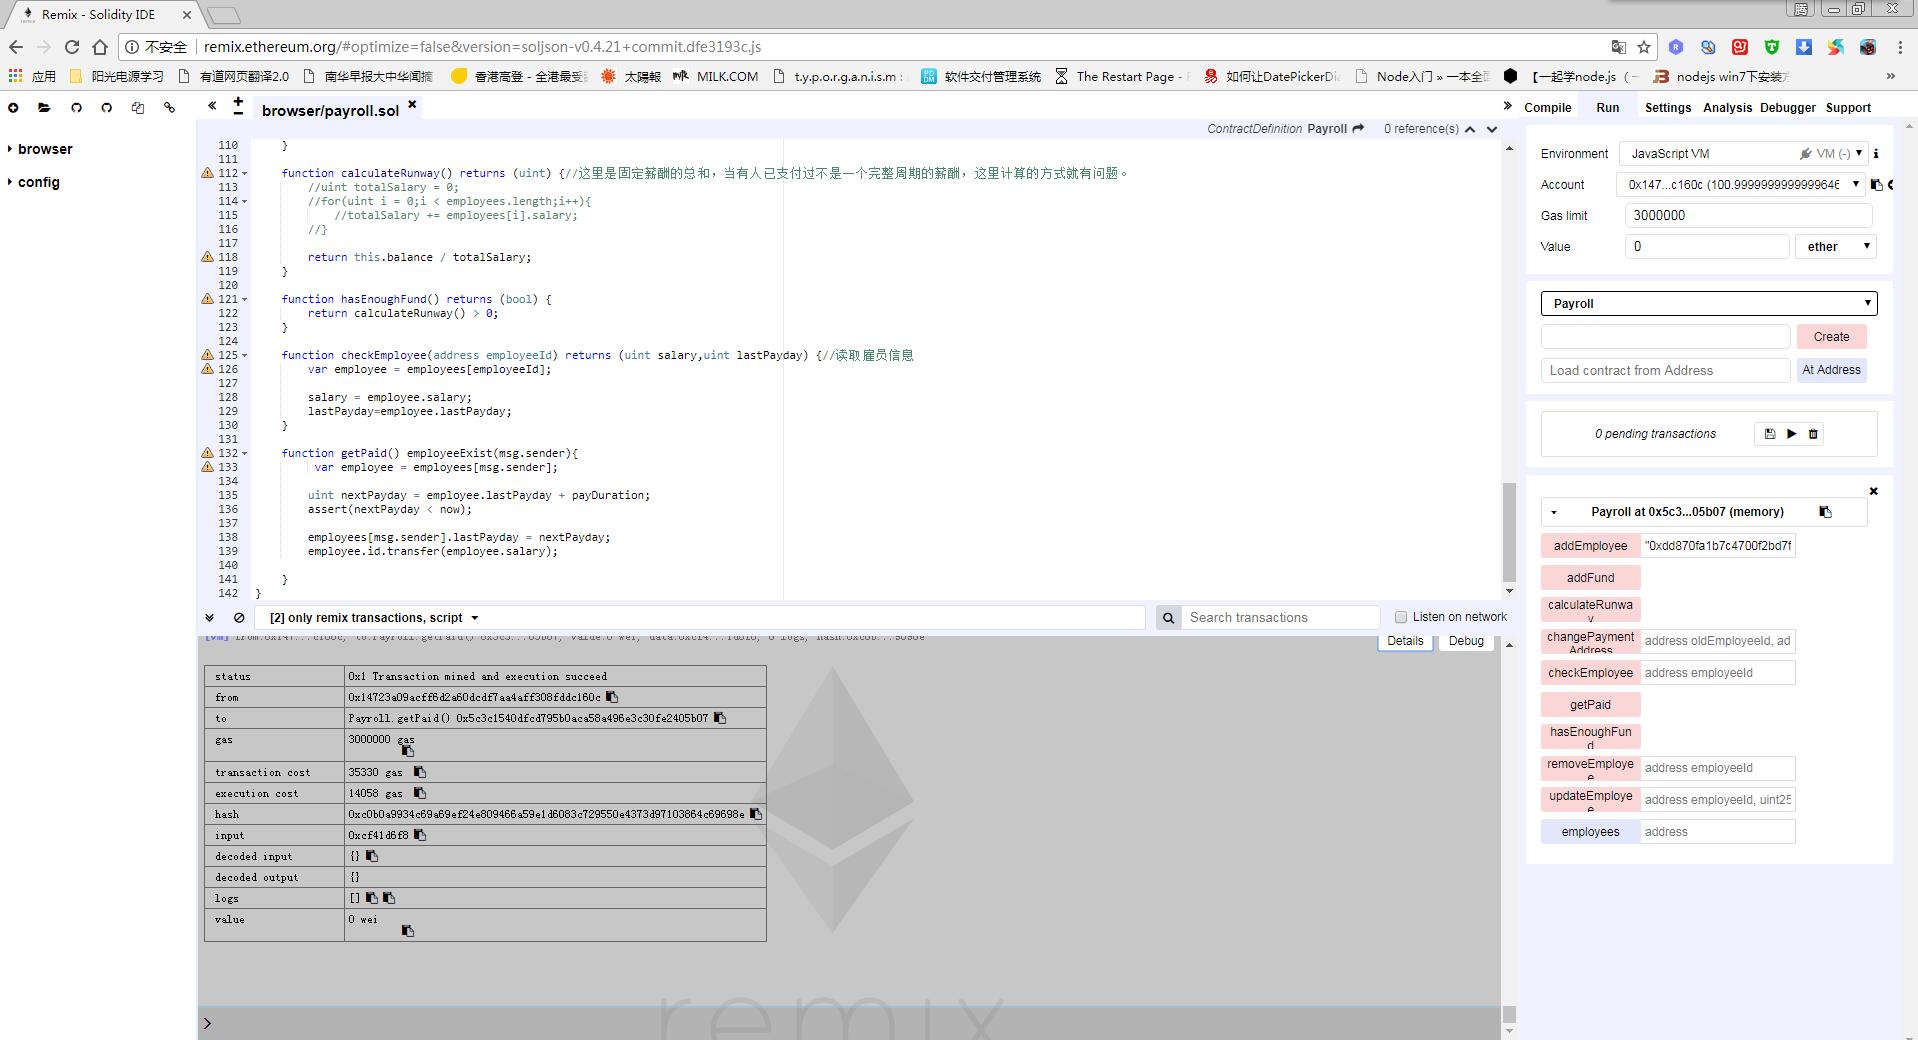 Remix - Solidity IDE
不安全 remix.ethereum.org/#optimize=false&version=soljson-v0.4.21+commit.dfe3193c.js
应用 阳光电源学习 有道网页翻译2.0 南华早报大中华闻摘 香港高登 - 全港最受 太陽報 MILK.COM t.y.p.o.r.g.a.n.i.s.m : 软件交付管理系统 The Restart Page - 如何让DatePickerDi Node入门 » 一本全 【一起学node.js（ nodejs win7下安装
browser/payroll.sol
Compile Run Settings Analysis Debugger Support
ContractDefinition Payroll 0 reference(s)
browser
config
110 }
111
112 function calculateRunway() returns (uint) {//这里是固定薪酬的总和，当有人已支付过不是一个完整周期的薪酬，这里计算的方式就有问题。
113 //uint totalSalary = 0;
114 //for(uint i = 0;i < employees.length;i++){
115 //totalSalary += employees[i].salary;
116 //}
117
118 return this.balance / totalSalary;
119 }
120
121 function hasEnoughFund() returns (bool) {
122 return calculateRunway() > 0;
123 }
124
125 function checkEmployee(address employeeId) returns (uint salary,uint lastPayday) {//读取雇员信息
126 var employee = employees[employeeId];
127
128 salary = employee.salary;
129 lastPayday=employee.lastPayday;
130 }
131
132 function getPaid() employeeExist(msg.sender){
133 var employee = employees[msg.sender];
134
135 uint nextPayday = employee.lastPayday + payDuration;
136 assert(nextPayday < now);
137
138 employees[msg.sender].lastPayday = nextPayday;
139 employee.id.transfer(employee.salary);
140
141 }
142 }
[2] only remix transactions, script Search transactions Listen on network
Details Debug
status 0x1 Transaction mined and execution succeed
from 0x14723a09acff6d2a60dcdf7aa4aff308fddc160c
to Payroll.getPaid() 0x5c3c1540dfcd795b0aca58a496e3c30fe2405b07
gas 3000000 gas
transaction cost 35330 gas
execution cost 14058 gas
hash 0xc0b0a9934c69a69ef24e809466a59e1d6083c729550e4373d97103864c69698e
input 0xcf41d6f8
decoded input {}
decoded output {}
logs []
value 0 wei
remix
>
Environment JavaScript VM VM (-)
Account 0x147...c160c (100.9999999999999646
Gas limit 3000000
Value 0 ether
Payroll
Create
Load contract from Address At Address
0 pending transactions
Payroll at 0x5c3...05b07 (memory)
addEmployee "0xdd870fa1b7c4700f2bd7f
addFund
calculateRunwa
y
changePayment
Address address oldEmployeeId, ad
checkEmployee address employeeId
getPaid
hasEnoughFun
d
removeEmploye
e address employeeId
updateEmploye
e address employeeId, uint25
employees address